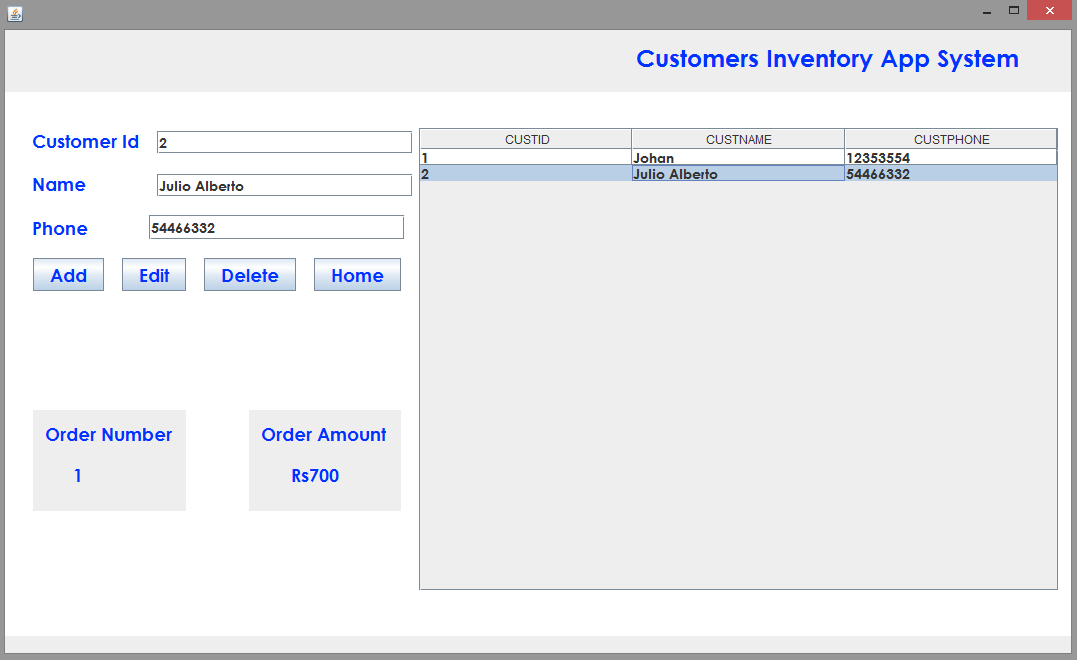 Customers Inventory App System
Customer Id 2
Name Julio Alberto
Phone 54466332
Add Edit Delete Home
CUSTID CUSTNAME CUSTPHONE
1 Johan 12353554
2 Julio Alberto 54466332
Order Number
1
Order Amount
Rs700